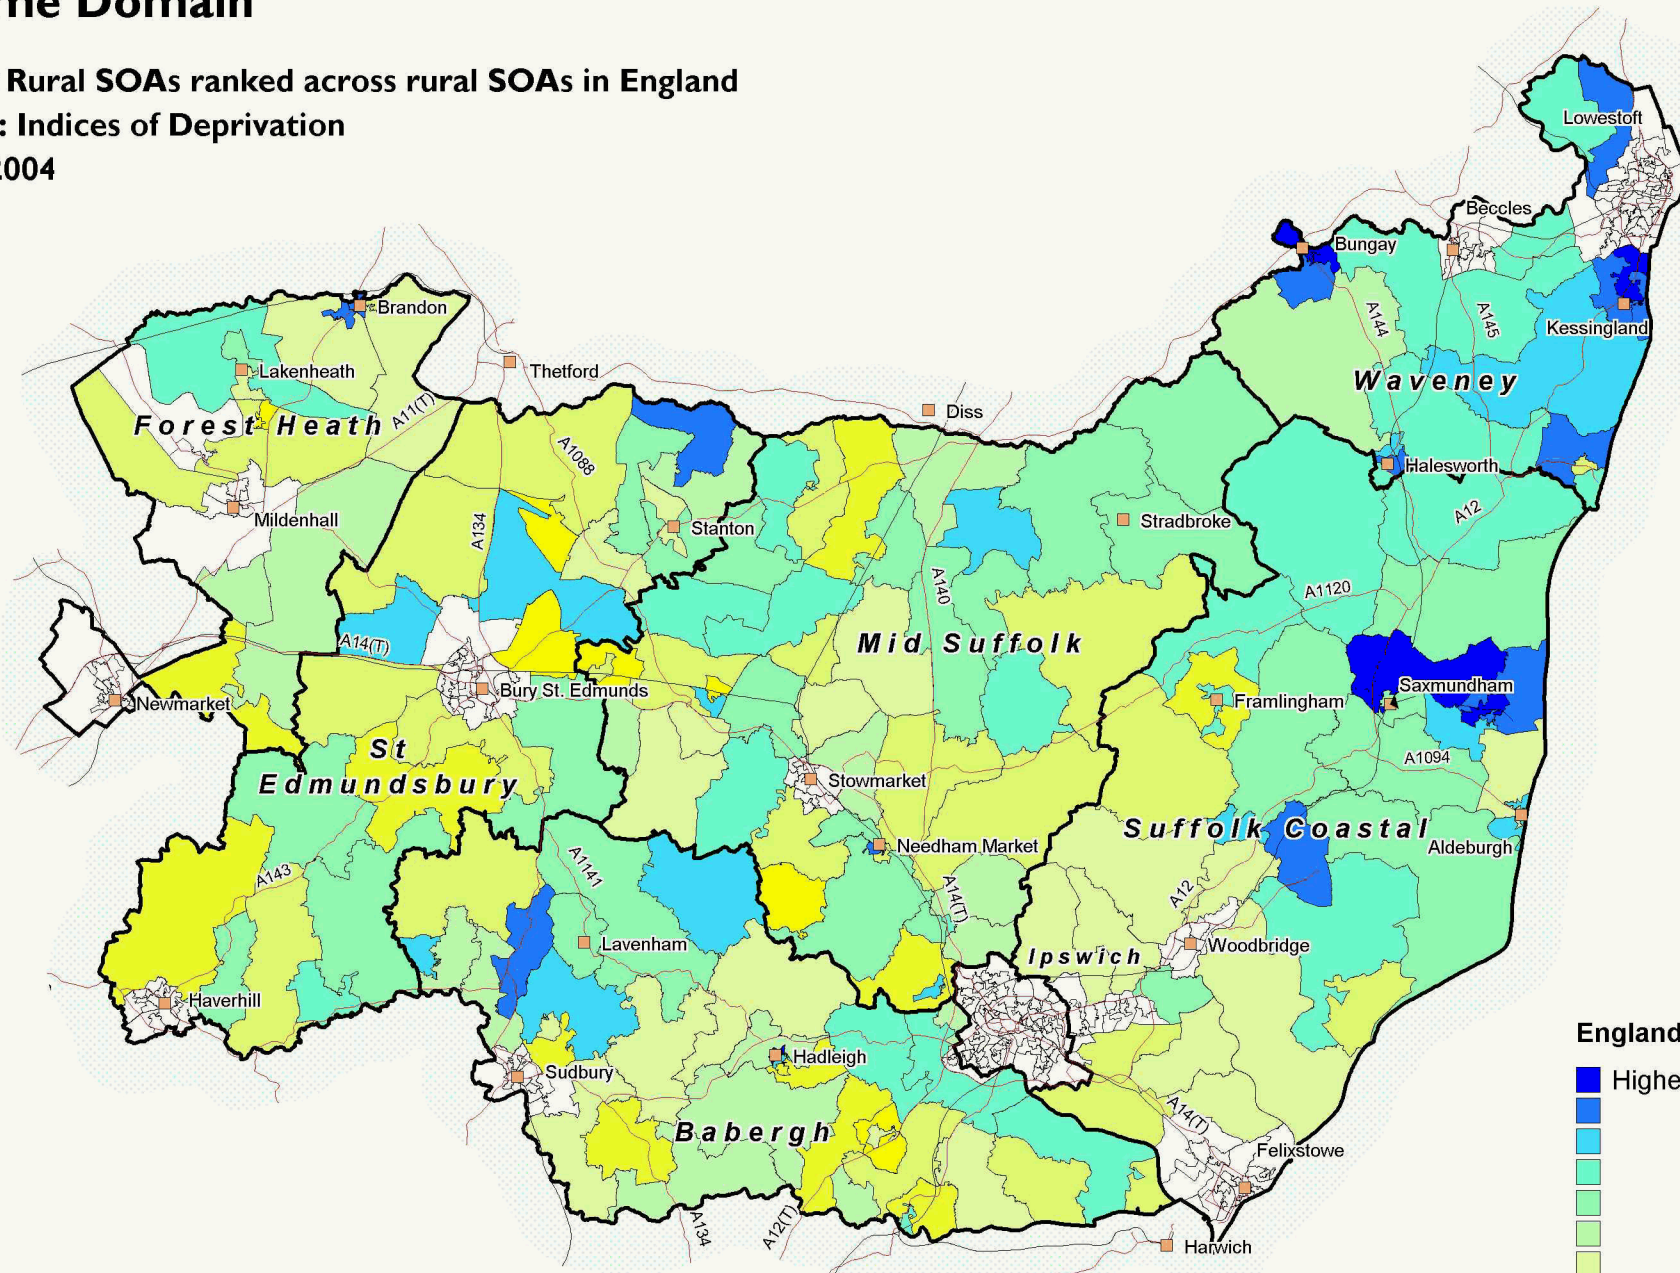 me Domain
Rural SOAs ranked across rural SOAs in England
: Indices of Deprivation
2004
Lowestoft
Beccles
Bungay
Brandon
A144
A145
Kessingland
Lakenheath
Thetford
Waveney
Diss
A11(T)
Forest Heath
A1088
Halesworth
Mildenhall
A134
Stanton
Stradbroke
A12
A140
A1120
A14(T)
Mid Suffolk
Saxmundham
Newmarket
Bury St. Edmunds
Framlingham
St
Edmundsbury
A1094
Stowmarket
Suffolk Coastal
Needham Market
Aldeburgh
A143
A1141
A14(T)
A12
Lavenham
Ipswich
Woodbridge
Haverhill
England
Hadleigh
Sudbury
Highe
A14(T)
Babergh
Felixstowe
A134
A12(T)
Harwich